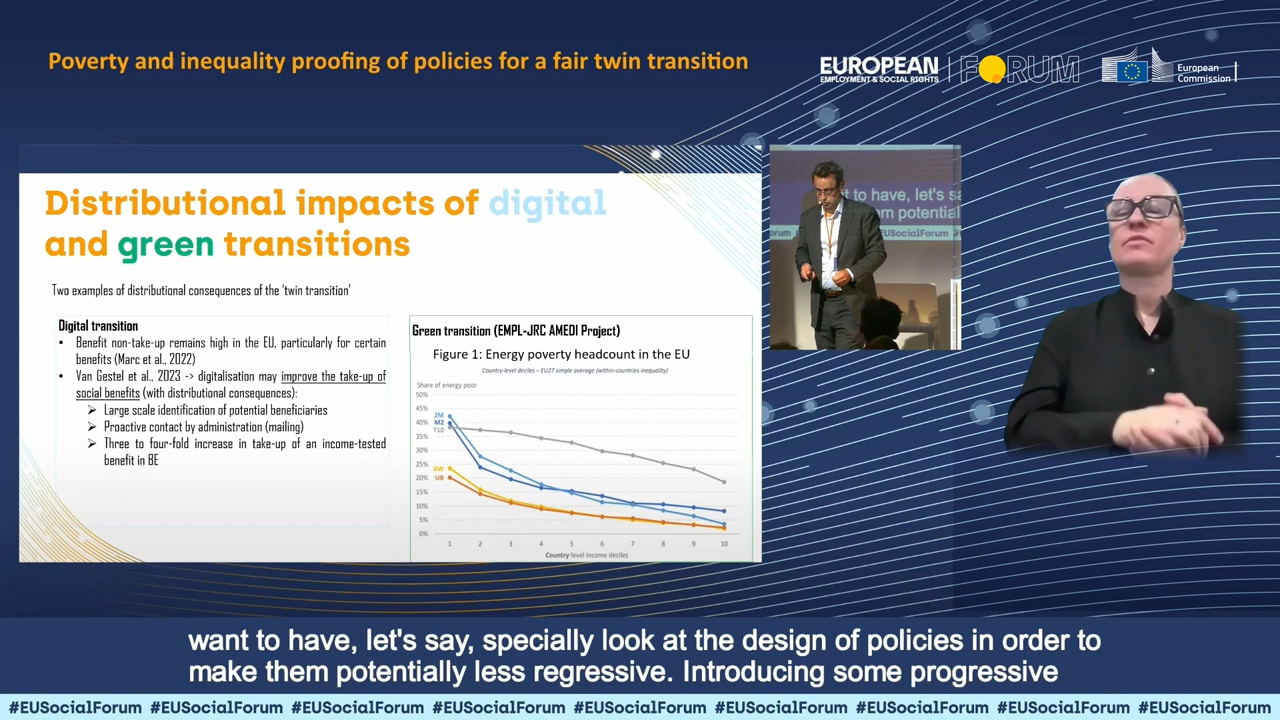 Poverty and inequality proofing of policies for a fair twin transition
EUROPEAN
EMPLOYMENT & SOCIAL RIGHTS
FORUM
European
Commission
Distributional impacts of digital
and green transitions
Two examples of distributional consequences of the 'twin transition'
Digital transition
• Benefit non-take-up remains high in the EU, particularly for certain
benefits (Marc et al., 2022)
• Van Gestel et al., 2023 -> digitalisation may improve the take-up of
social benefits (with distributional consequences):
➢ Large scale identification of potential beneficiaries
➢ Proactive contact by administration (mailing)
➢ Three to four-fold increase in take-up of an income-tested
benefit in BE
Green transition (EMPL-JRC AMEDI Project)
Figure 1: Energy poverty headcount in the EU
Country-level deciles – EU27 simple average (within-countries inequality)
Share of energy poor
50%
45%
40%
35%
30%
25%
20%
15%
10%
5%
0%
2M
M2
T10
AW
UB
1 2 3 4 5 6 7 8 9 10
Country-level income deciles
it to have, let's sa
m potential
orum
EUSocialForum #
want to have, let's say, specially look at the design of policies in order to
make them potentially less regressive. Introducing some progressive
#EUSocialForum #EUSocialForum #EUSocialForum #EUSocialForum #EUSocialForum #EUSocialForum #EUSocialForum #EUSocialForum #EUSocialForum